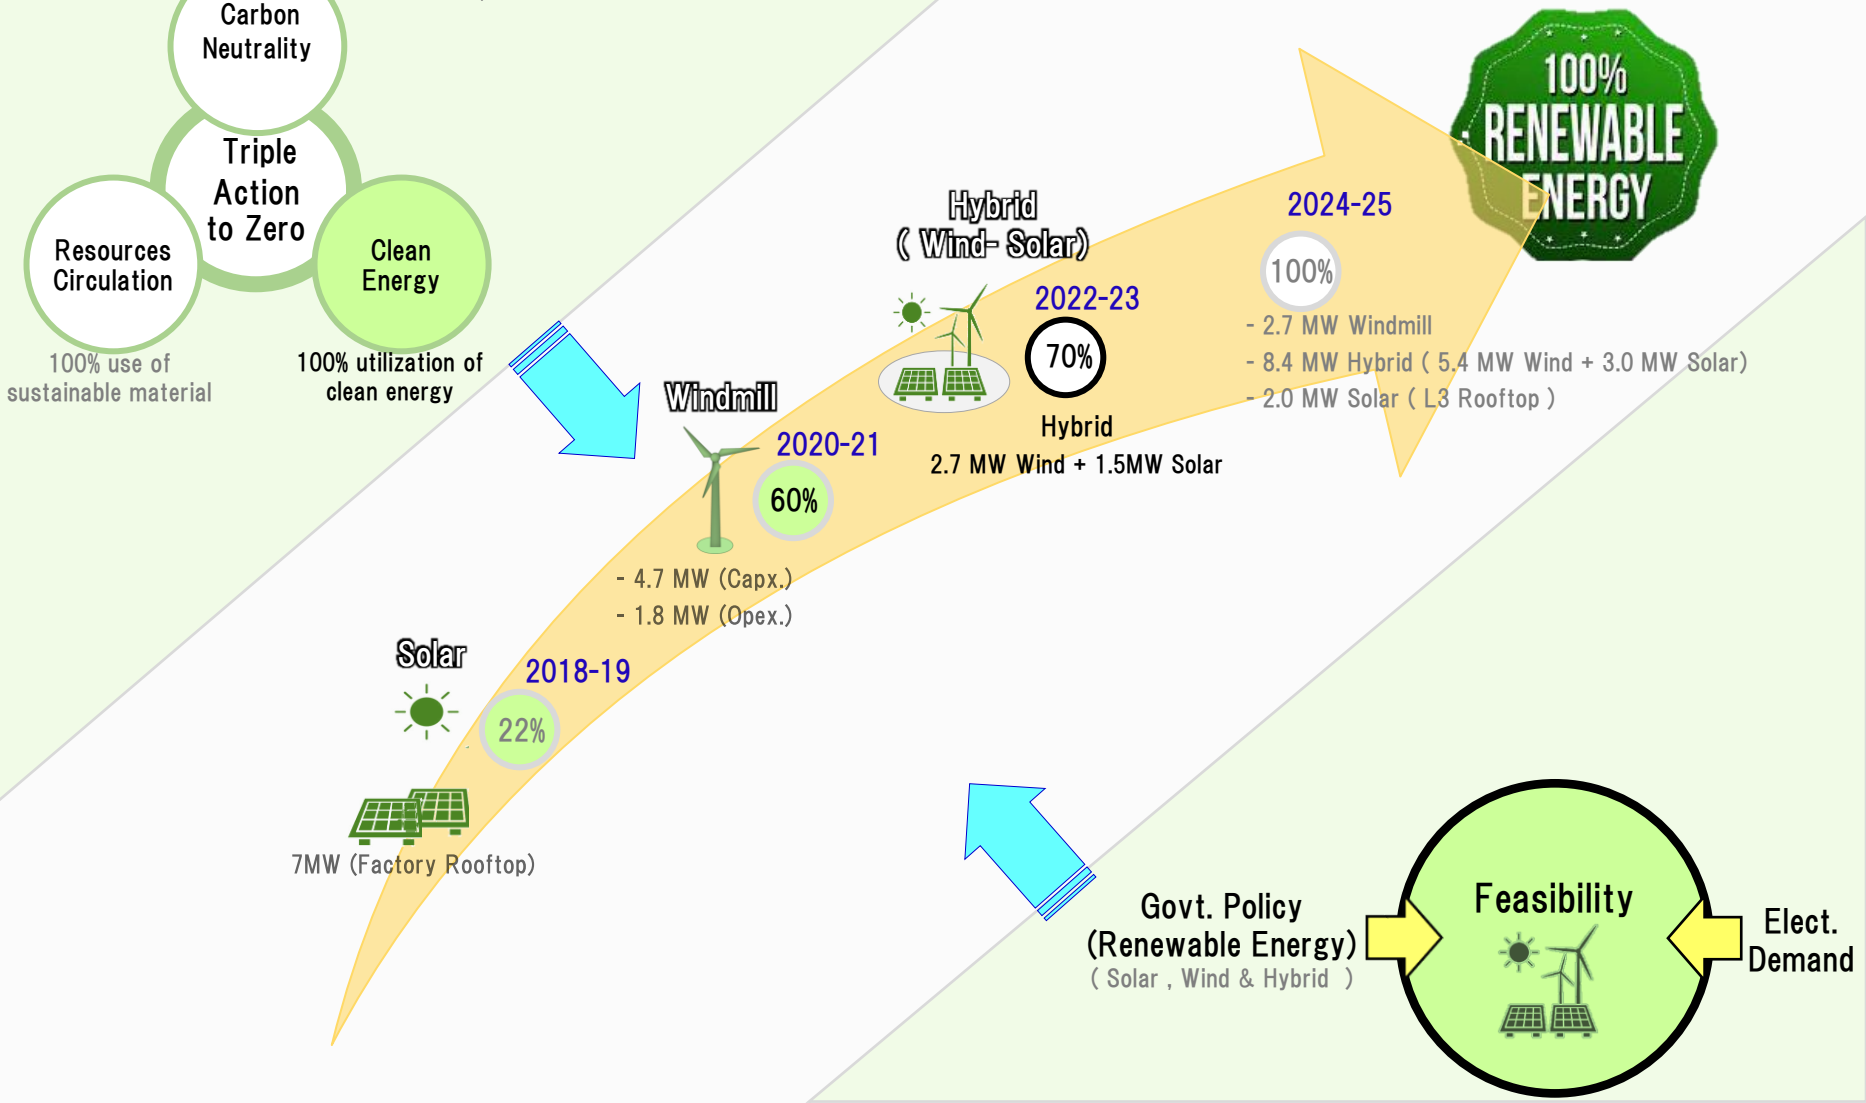 Carbon
Neutrality
Triple
Action
to Zero
Resources
Circulation
Clean
Energy
100% use of
sustainable material
100% utilization of
clean energy
100%
RENEWABLE
ENERGY
2024-25
100%
- 2.7 MW Windmill
- 8.4 MW Hybrid ( 5.4 MW Wind + 3.0 MW Solar)
- 2.0 MW Solar ( L3 Rooftop )
Hybrid
( Wind- Solar)
2022-23
70%
Hybrid
2.7 MW Wind + 1.5MW Solar
Windmill
2020-21
60%
- 4.7 MW (Capx.)
- 1.8 MW (Opex.)
Solar
2018-19
22%
7MW (Factory Rooftop)
Govt. Policy
(Renewable Energy)
( Solar , Wind & Hybrid )
Feasibility
Elect.
Demand